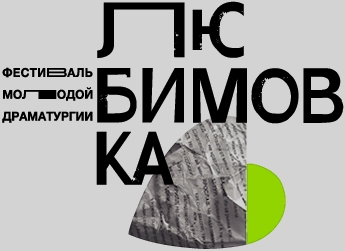 ЛЮ
БИМОВ
КА
ФЕСТИВАЛЬ
МОЛОДОЙ
ДРАМАТУРГИИ